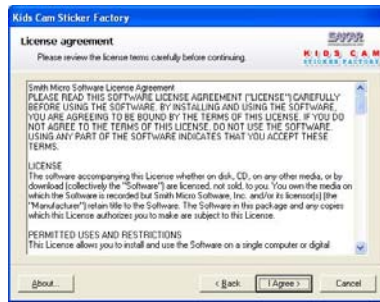 Kids Cam Sticker Factory
License agreement
Please review the license terms carefully before continuing.
SAKAR
KIDS CAM
STICKER FACTORY
Smith Micro Software License Agreement
PLEASE READ THIS SOFTWARE LICENSE AGREEMENT ("LICENSE") CAREFULLY
BEFORE USING THE SOFTWARE. BY INSTALLING AND USING THE SOFTWARE,
YOU ARE AGREEING TO BE BOUND BY THE TERMS OF THIS LICENSE. IF YOU DO
NOT AGREE TO THE TERMS OF THIS LICENSE, DO NOT USE THE SOFTWARE.
USING ANY PART OF THE SOFTWARE INDICATES THAT YOU ACCEPT THESE
TERMS.
LICENSE
The software accompanying this License whether on disk, CD, on any other media, or by
download (collectively the "Software") are licensed, not sold, to you. You own the media on
which the Software is recorded but Smith Micro Software, Inc. and/or its licensor(s) (the
"Manufacturer") retain title to the Software. The Software in this package and any copies
which this License authorizes you to make are subject to this License.
PERMITTED USES AND RESTRICTIONS
This License allows you to install and use the Software on a single computer or digital
About...
< Back
I Agree >
Cancel